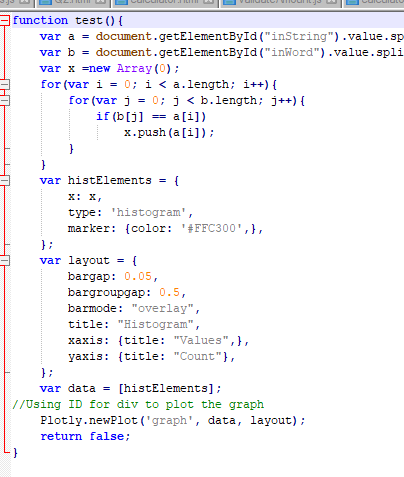 function test(){
var a = document.getElementById("inString").value.sp
var b = document.getElementById("inWord").value.spli
var x =new Array(0);
for(var i = 0; i < a.length; i++){
for(var j = 0; j < b.length; j++){
if(b[j] == a[i])
x.push(a[i]);
}
}
var histElements = {
x: x,
type: 'histogram',
marker: {color: '#FFC300',},
};
var layout = {
bargap: 0.05,
bargroupgap: 0.5,
barmode: "overlay",
title: "Histogram",
xaxis: {title: "Values",},
yaxis: {title: "Count"},
};
var data = [histElements];
//Using ID for div to plot the graph
Plotly.newPlot('graph', data, layout);
return false;
}